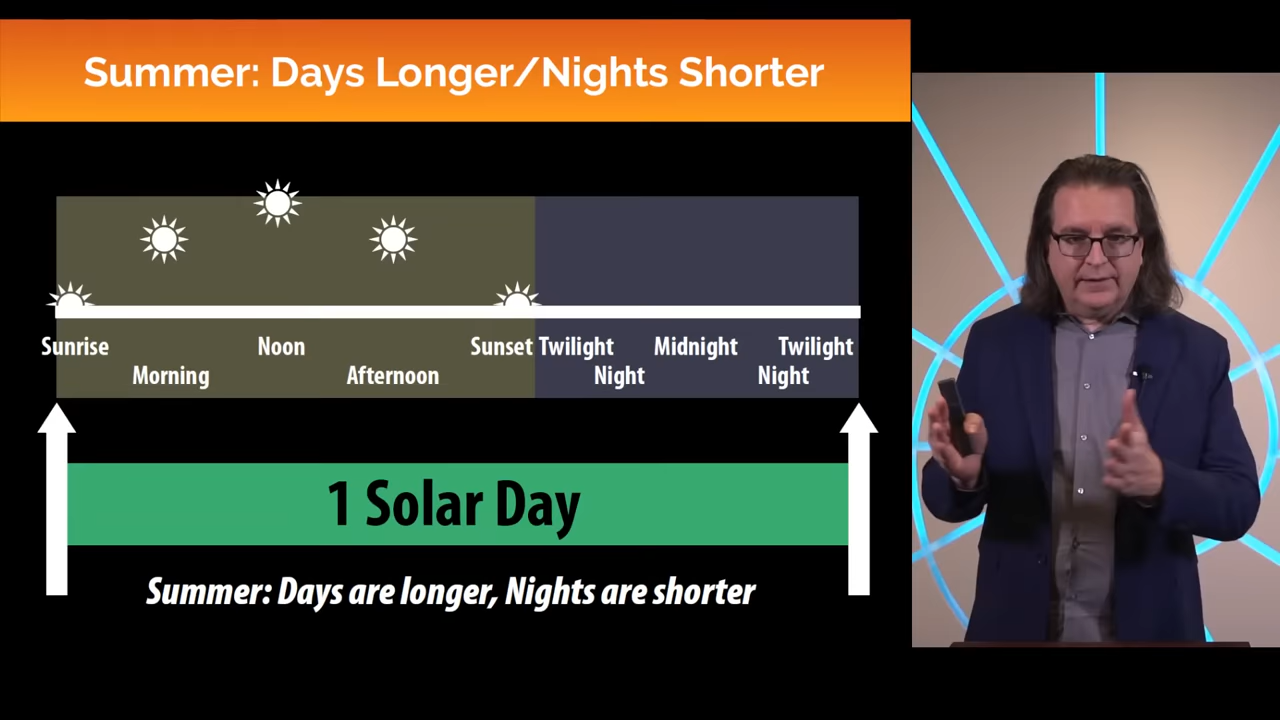 Summer: Days Longer/Nights Shorter
Sunrise Noon Sunset Twilight Midnight Twilight
Morning Afternoon Night Night
1 Solar Day
Summer: Days are longer, Nights are shorter